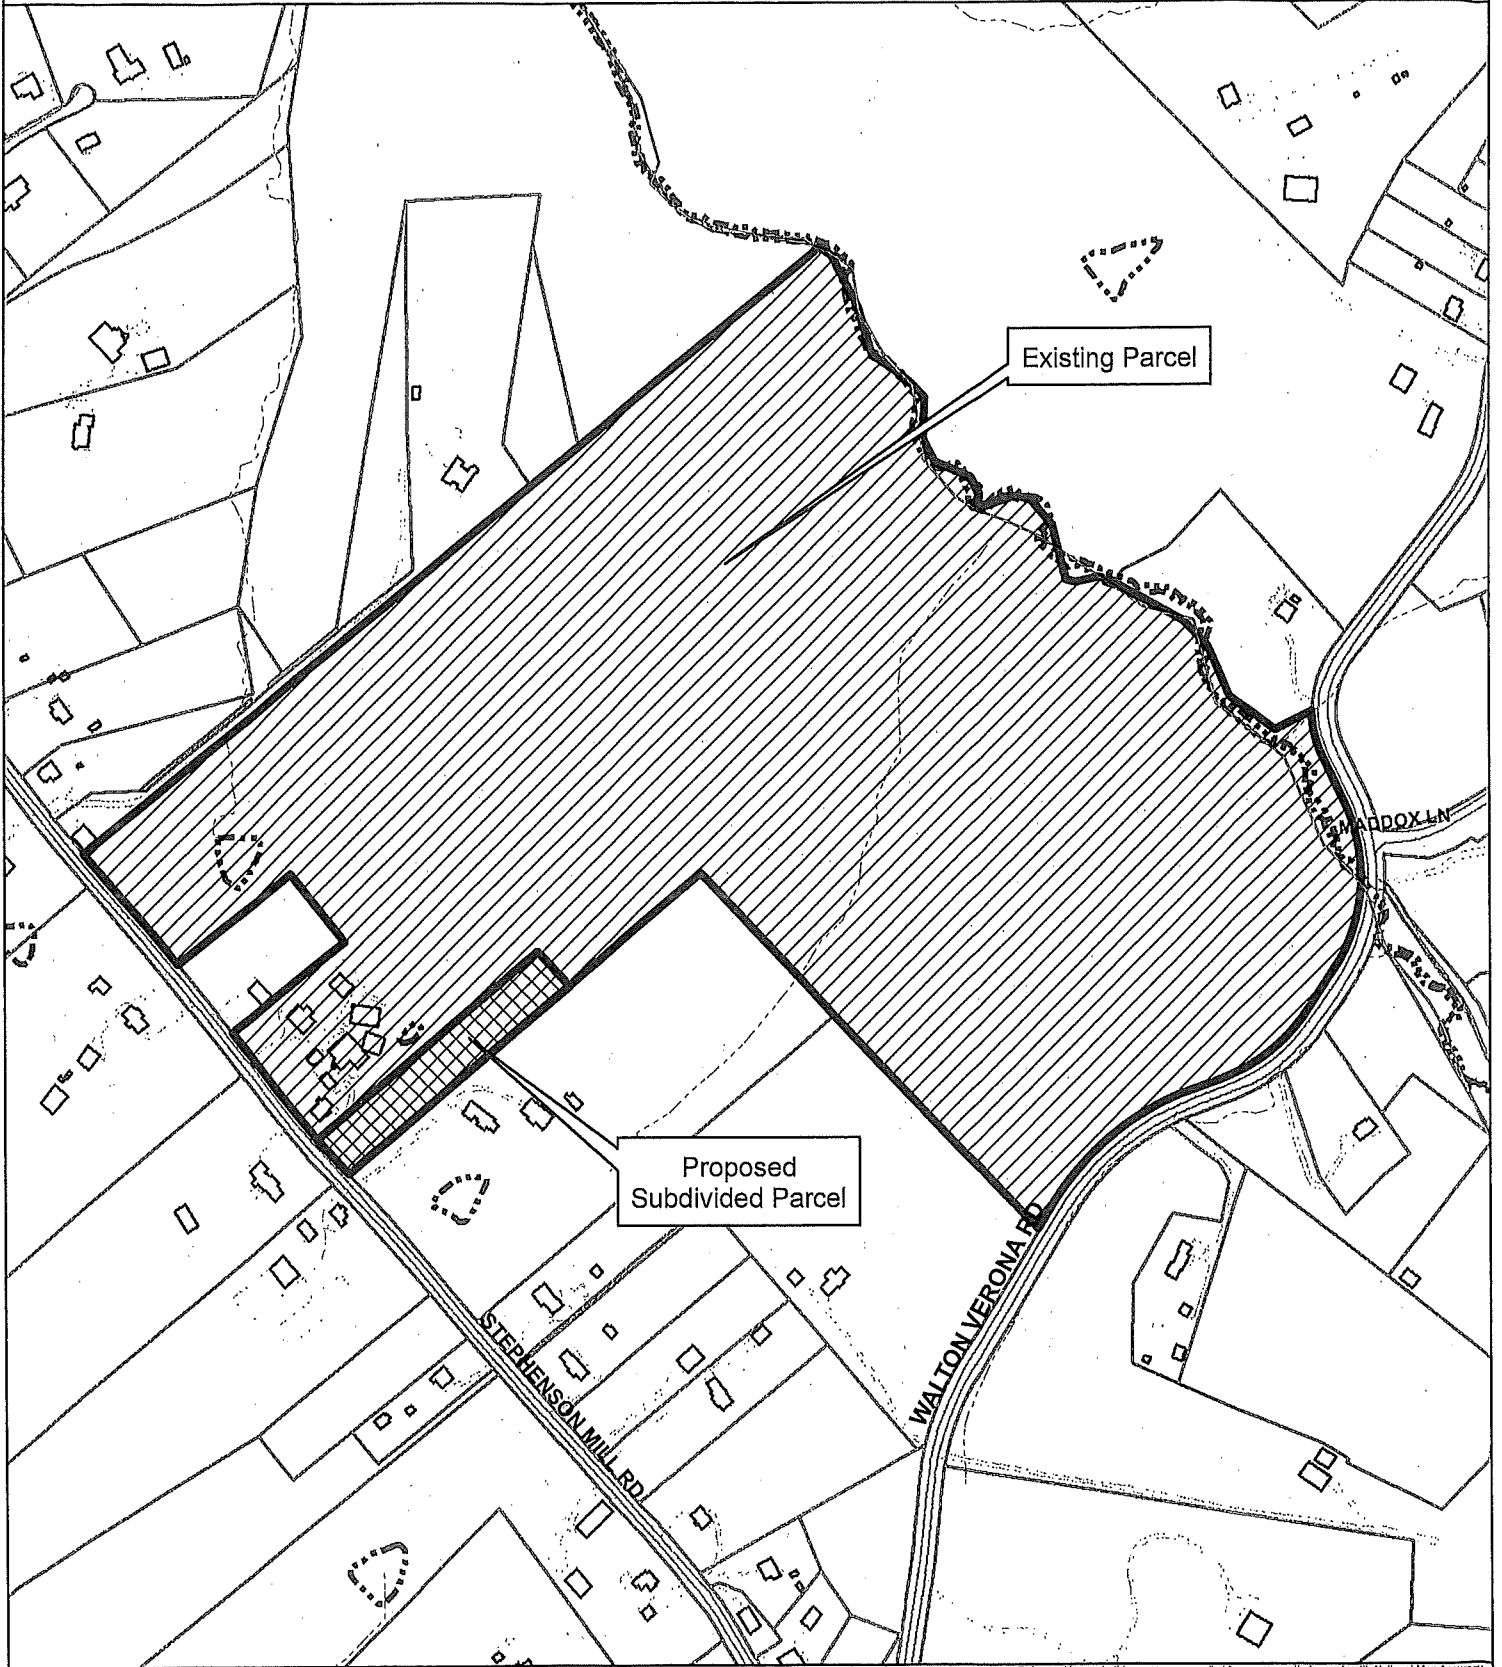 Existing Parcel
MADDOX LN
Proposed
Subdivided Parcel
WALTON VERONA RD
STEPHENSON MILL RD